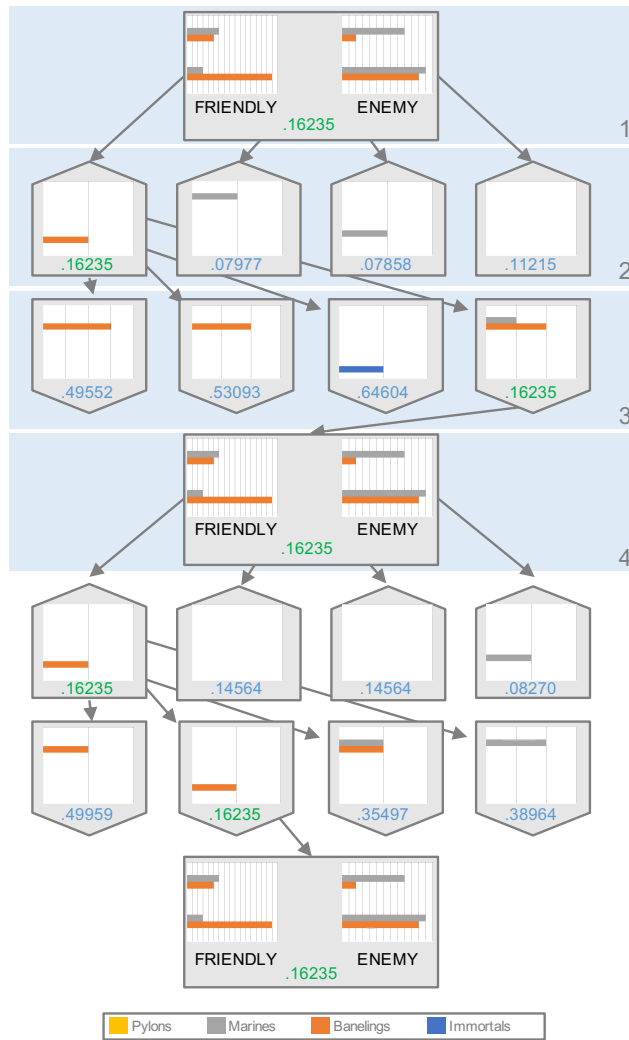 FRIENDLY ENEMY
.16235
1
.16235 .07977 .07858 .11215
2
.49552 .53093 .64604 .16235
3
FRIENDLY ENEMY
.16235
4
.16235 .14564 .14564 .08270
.49959 .16235 .35497 .38964
FRIENDLY ENEMY
.16235
Pylons Marines Banelings Immortals